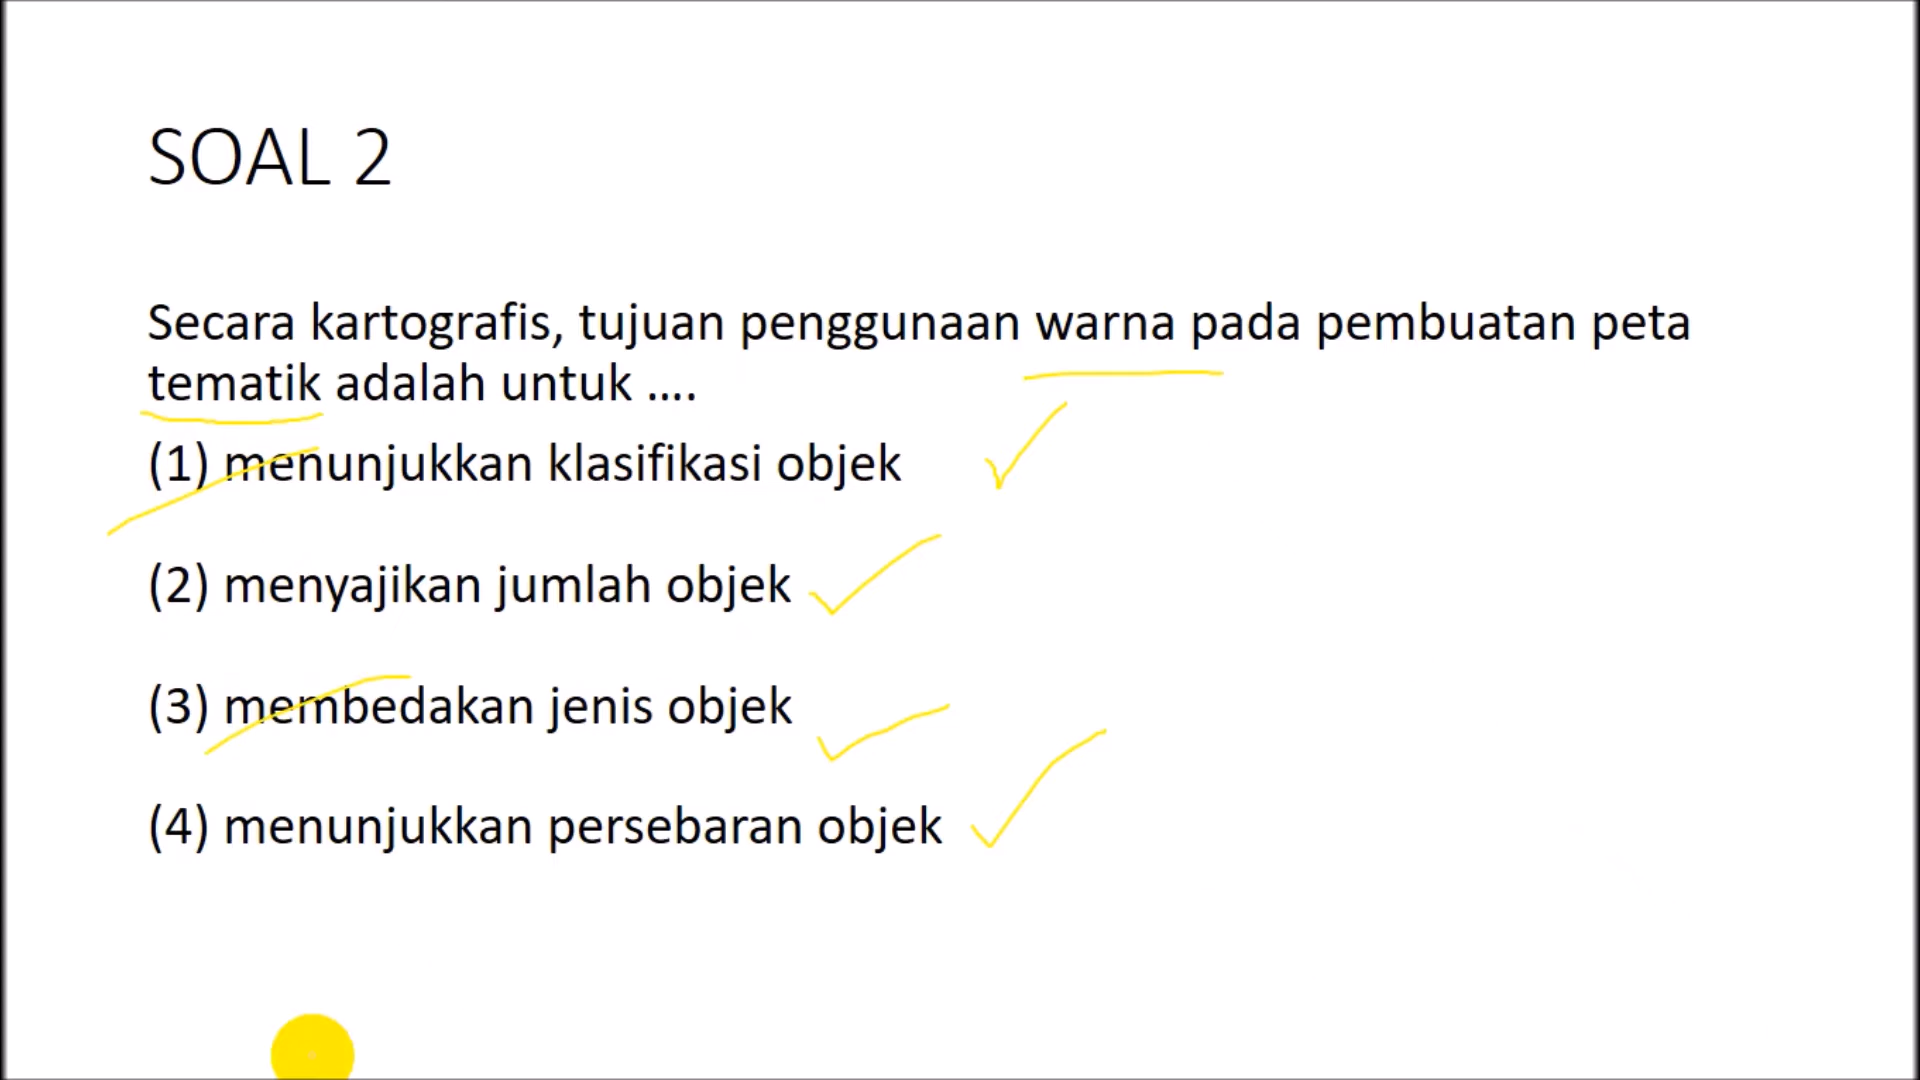 SOAL 2
Secara kartografis, tujuan penggunaan warna pada pembuatan peta
tematik adalah untuk ....
(1) menunjukkan klasifikasi objek
(2) menyajikan jumlah objek
(3) membedakan jenis objek
(4) menunjukkan persebaran objek